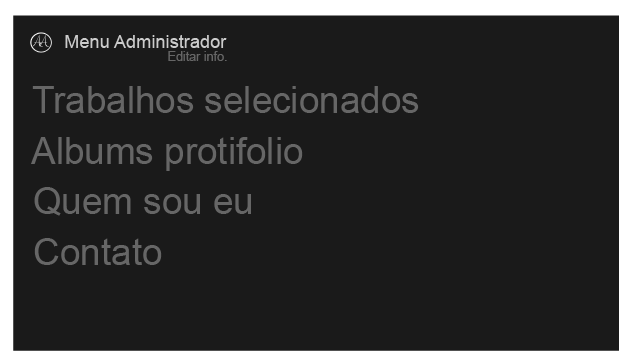 Menu Administrador
Editar info.
Trabalhos selecionados
Albums protifolio
Quem sou eu
Contato